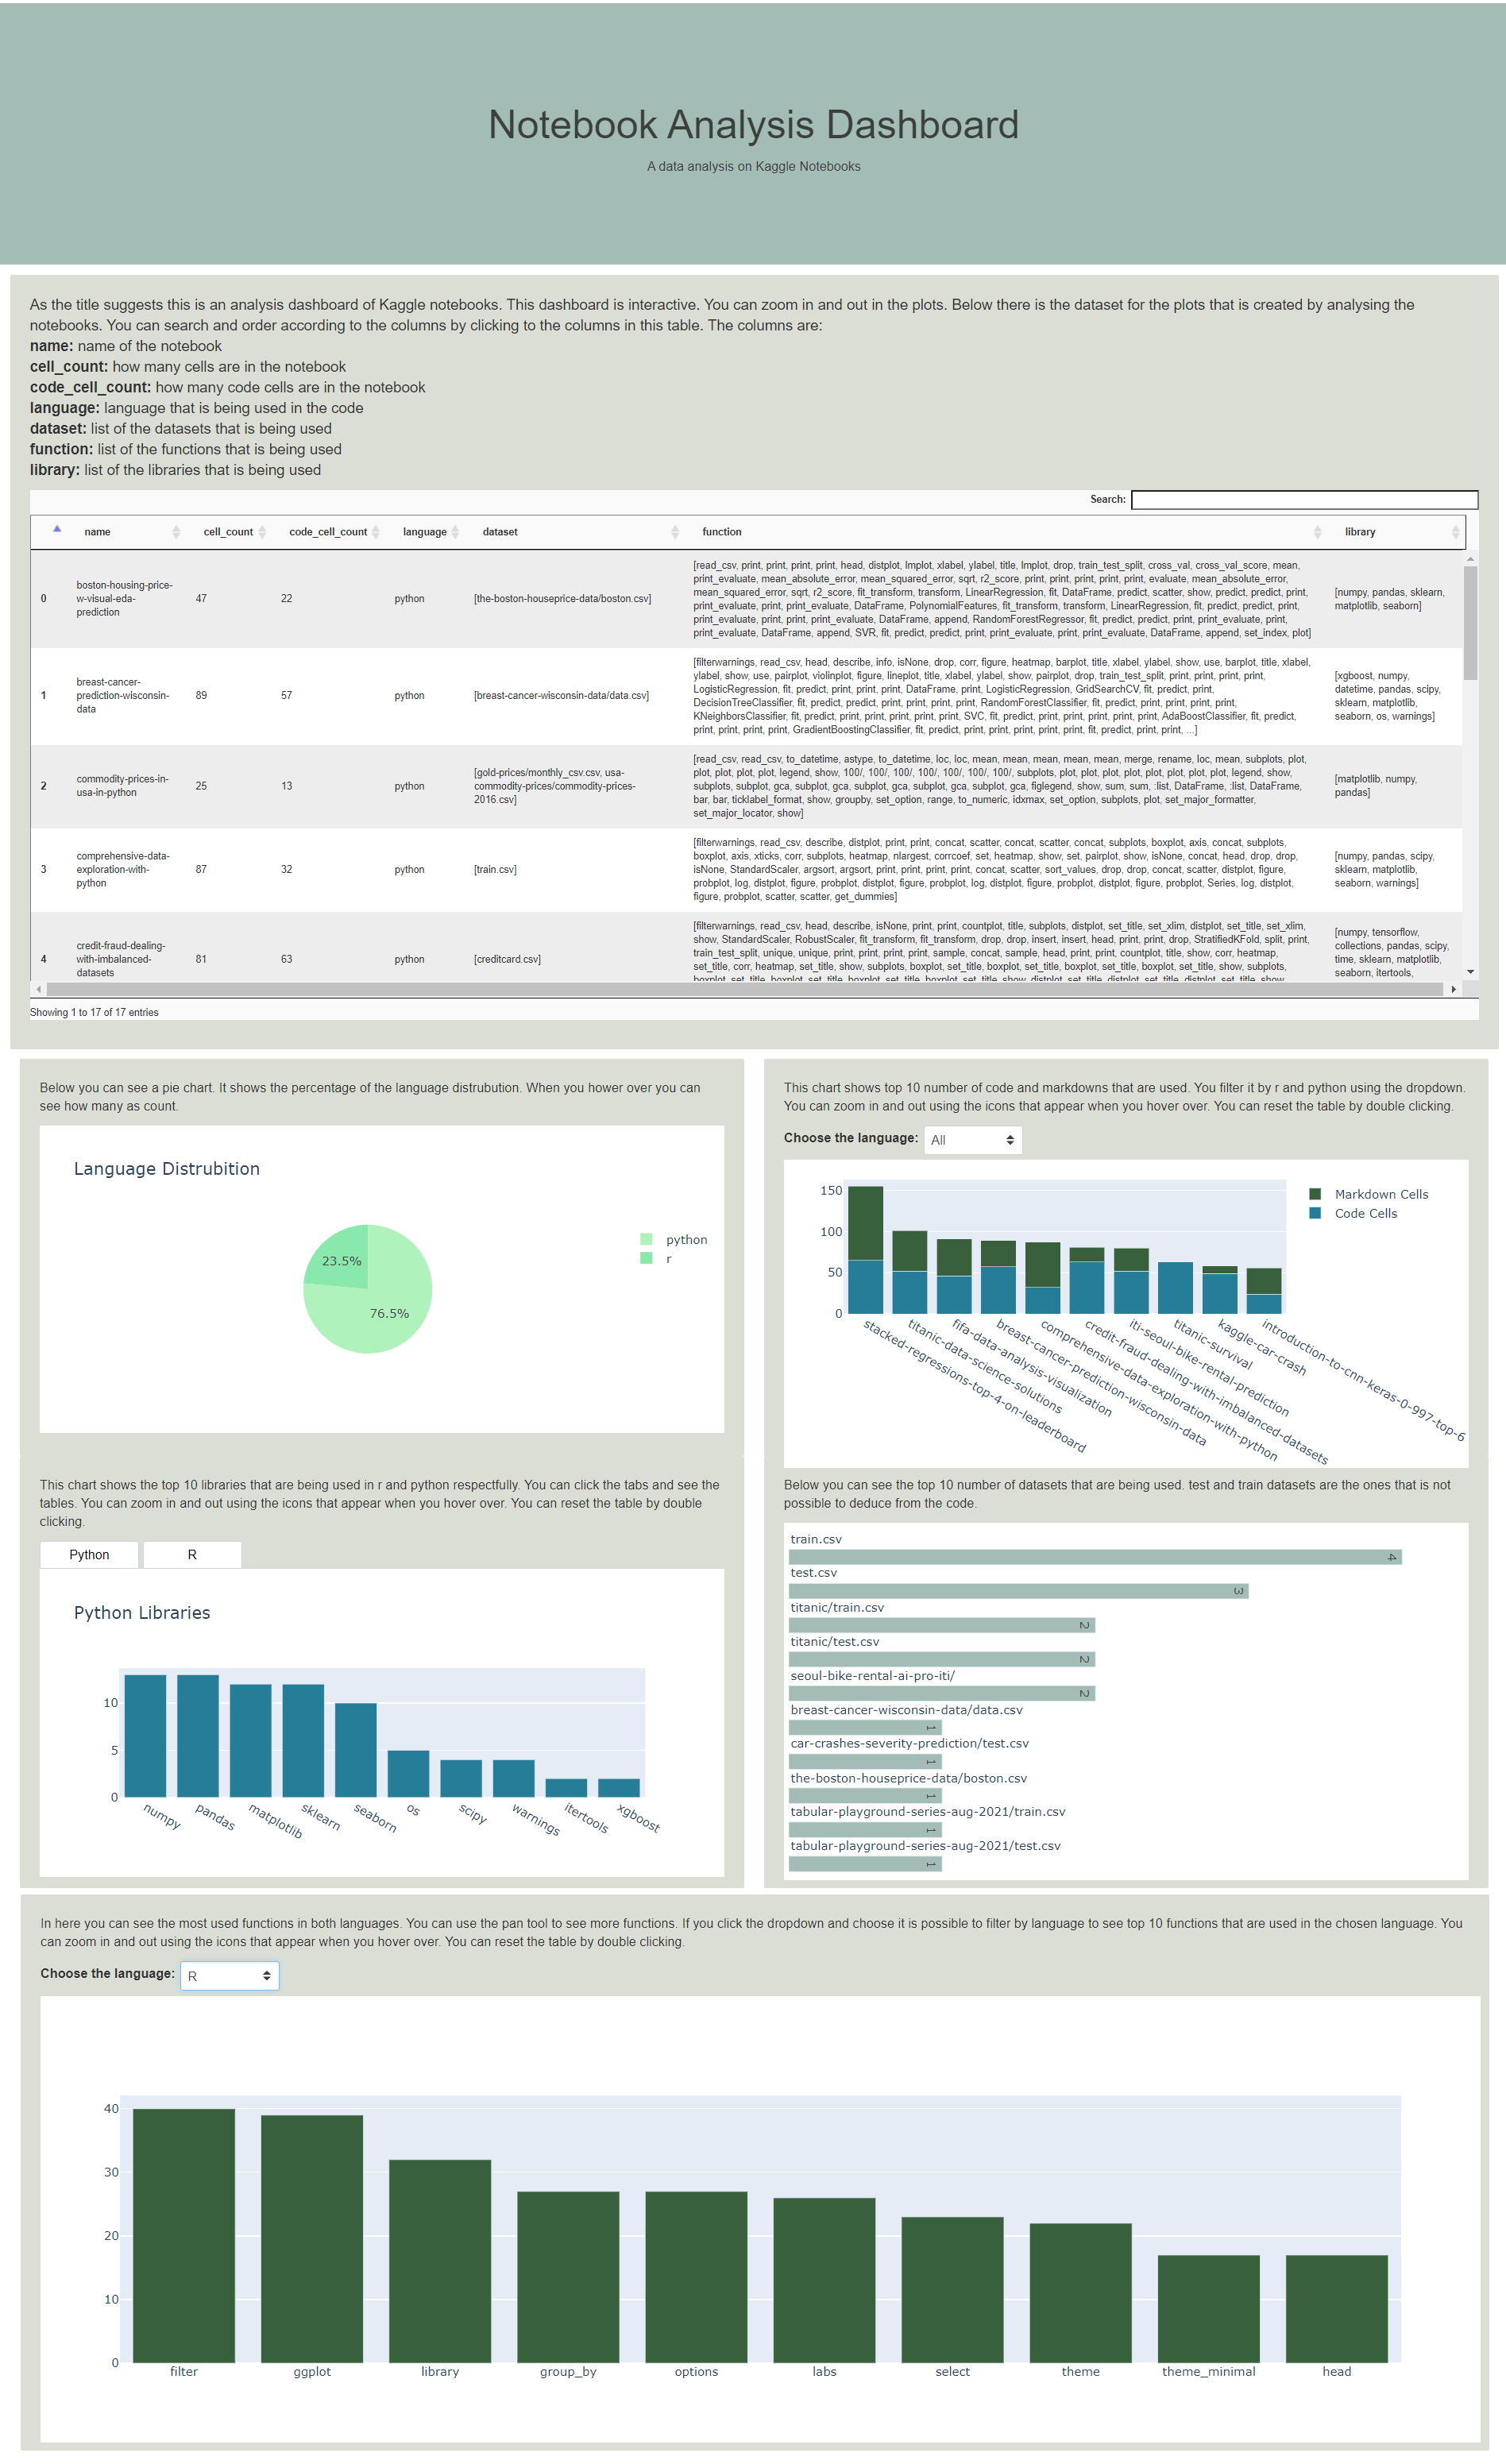 Notebook Analysis Dashboard
A data analysis on Kaggle Notebooks
As the title suggests this is an analysis dashboard of Kaggle notebooks. This dashboard is interactive. You can zoom in and out in the plots. Below there is the dataset for the plots that is created by analysing the
notebooks. You can search and order according to the columns by clicking to the columns in this table. The columns are:
name: name of the notebook
cell_count: how many cells are in the notebook
code_cell_count: how many code cells are in the notebook
language: language that is being used in the code
dataset: list of the datasets that is being used
function: list of the functions that is being used
library: list of the libraries that is being used
Search:
name cell_count code_cell_count language dataset function library
0
boston-housing-price-
w-visual-eda-
prediction
47
22
python
[the-boston-houseprice-data/boston.csv]
[read_csv, print, print, print, print, head, distplot, lmplot, xlabel, ylabel, title, lmplot, drop, train_test_split, cross_val, cross_val_score, mean,
print_evaluate, mean_absolute_error, mean_squared_error, sqrt, r2_score, print, print, print, print, print, evaluate, mean_absolute_error,
mean_squared_error, sqrt, r2_score, fit_transform, transform, LinearRegression, fit, DataFrame, predict, scatter, show, predict, predict, print,
print_evaluate, print, print_evaluate, DataFrame, PolynomialFeatures, fit_transform, transform, LinearRegression, fit, predict, predict, print,
print_evaluate, print, print, print_evaluate, DataFrame, append, RandomForestRegressor, fit, predict, predict, print, print_evaluate, print,
print_evaluate, DataFrame, append, SVR, fit, predict, predict, print, print_evaluate, print, print_evaluate, DataFrame, append, set_index, plot]
[numpy, pandas, sklearn,
matplotlib, seaborn]
1
breast-cancer-
prediction-wisconsin-
data
89
57
python
[breast-cancer-wisconsin-data/data.csv]
[filterwarnings, read_csv, head, describe, info, isNone, drop, corr, figure, heatmap, barplot, title, xlabel, ylabel, show, use, barplot, title, xlabel,
ylabel, show, use, pairplot, violinplot, figure, lineplot, title, xlabel, ylabel, show, pairplot, drop, train_test_split, print, print, print, print,
LogisticRegression, fit, predict, print, print, print, DataFrame, print, LogisticRegression, GridSearchCV, fit, predict, print,
DecisionTreeClassifier, fit, predict, predict, print, print, print, print, RandomForestClassifier, fit, predict, print, print, print, print,
KNeighborsClassifier, fit, predict, print, print, print, print, print, SVC, fit, predict, print, print, print, print, print, AdaBoostClassifier, fit, predict,
print, print, print, print, GradientBoostingClassifier, fit, predict, print, print, print, print, print, fit, predict, print, print, ...]
[xgboost, numpy,
datetime, pandas, scipy,
sklearn, matplotlib,
seaborn, os, warnings]
2
commodity-prices-in-
usa-in-python
25
13
python
[gold-prices/monthly_csv.csv, usa-
commodity-prices/commodity-prices-
2016.csv]
[read_csv, read_csv, to_datetime, astype, to_datetime, loc, loc, mean, mean, mean, mean, mean, merge, rename, loc, mean, subplots, plot,
plot, plot, plot, plot, legend, show, 100/, 100/, 100/, 100/, 100/, 100/, 100/, subplots, plot, plot, plot, plot, plot, plot, plot, plot, legend, show,
subplots, subplot, gca, subplot, gca, subplot, gca, subplot, gca, subplot, gca, figlegend, show, sum, sum, :list, DataFrame, :list, DataFrame,
bar, bar, ticklabel_format, show, groupby, set_option, range, to_numeric, idxmax, set_option, subplots, plot, set_major_formatter,
set_major_locator, show]
[matplotlib, numpy,
pandas]
3
comprehensive-data-
exploration-with-
python
87
32
python
[train.csv]
[filterwarnings, read_csv, describe, distplot, print, print, concat, scatter, concat, scatter, concat, subplots, boxplot, axis, concat, subplots,
boxplot, axis, xticks, corr, subplots, heatmap, nlargest, corrcoef, set, heatmap, show, set, pairplot, show, isNone, concat, head, drop, drop,
isNone, StandardScaler, argsort, argsort, print, print, print, print, concat, scatter, sort_values, drop, drop, concat, scatter, distplot, figure,
probplot, log, distplot, figure, probplot, distplot, figure, probplot, log, distplot, figure, probplot, distplot, figure, probplot, Series, log, distplot,
figure, probplot, scatter, scatter, get_dummies]
[numpy, pandas, scipy,
sklearn, matplotlib,
seaborn, warnings]
4
credit-fraud-dealing-
with-imbalanced-
datasets
81
63
python
[creditcard.csv]
[filterwarnings, read_csv, head, describe, isNone, print, print, countplot, title, subplots, distplot, set_title, set_xlim, distplot, set_title, set_xlim,
show, StandardScaler, RobustScaler, fit_transform, fit_transform, drop, drop, insert, insert, head, print, print, drop, StratifiedKFold, split, print,
train_test_split, unique, unique, print, print, print, print, sample, concat, sample, head, print, print, countplot, title, show, corr, heatmap,
set_title, corr, heatmap, set_title, show, subplots, boxplot, set_title, boxplot, set_title, boxplot, set_title, boxplot, set_title, show, subplots,
[numpy, tensorflow,
collections, pandas, scipy,
time, sklearn, matplotlib,
seaborn, itertools,
Showing 1 to 17 of 17 entries
Below you can see a pie chart. It shows the percentage of the language distrubution. When you hower over you can
see how many as count.
Language Distrubition
23.5%
76.5%
python
r
This chart shows top 10 number of code and markdowns that are used. You filter it by r and python using the dropdown.
You can zoom in and out using the icons that appear when you hover over. You can reset the table by double clicking.
Choose the language: All
150
100
50
0
Markdown Cells
Code Cells
stacked-regressions-top-4-on-leaderboard
titanic-data-science-solutions
fifa-data-analysis-visualization
breast-cancer-prediction-wisconsin-data
comprehensive-data-exploration-with-python
credit-fraud-dealing-with-imbalanced-datasets
iti-seoul-bike-rental-prediction
titanic-survival
kaggle-car-crash
introduction-to-cnn-keras-0-997-top-6
This chart shows the top 10 libraries that are being used in r and python respectfully. You can click the tabs and see the
tables. You can zoom in and out using the icons that appear when you hover over. You can reset the table by double
clicking.
Python R
Python Libraries
10
5
0
numpy
pandas
matplotlib
sklearn
seaborn
os
scipy
warnings
itertools
xgboost
Below you can see the top 10 number of datasets that are being used. test and train datasets are the ones that is not
possible to deduce from the code.
train.csv
4
test.csv
3
titanic/train.csv
2
titanic/test.csv
2
seoul-bike-rental-ai-pro-iti/
2
breast-cancer-wisconsin-data/data.csv
1
car-crashes-severity-prediction/test.csv
1
the-boston-houseprice-data/boston.csv
1
tabular-playground-series-aug-2021/train.csv
1
tabular-playground-series-aug-2021/test.csv
1
In here you can see the most used functions in both languages. You can use the pan tool to see more functions. If you click the dropdown and choose it is possible to filter by language to see top 10 functions that are used in the chosen language. You
can zoom in and out using the icons that appear when you hover over. You can reset the table by double clicking.
Choose the language: R
40
30
20
10
0
filter ggplot library group_by options labs select theme theme_minimal head